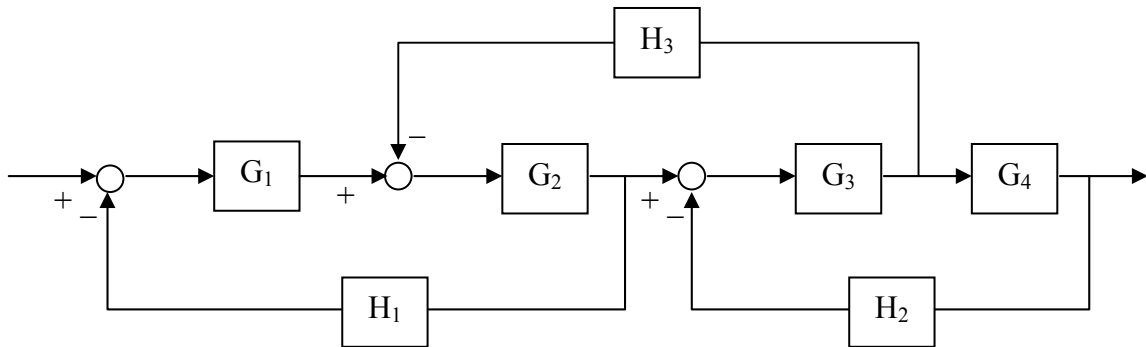 H₃
−
G₁
G₂
G₃
G₄
+
−
+
+
−
H₁
H₂